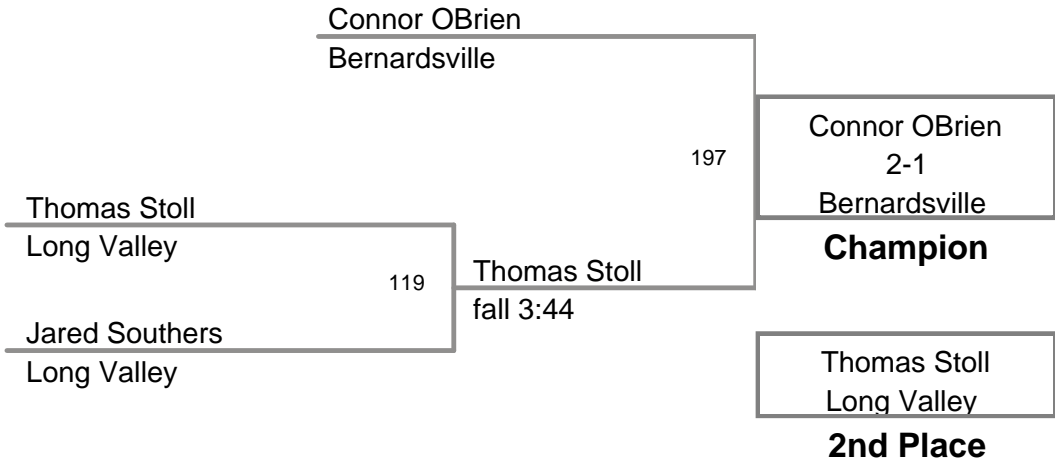 Connor OBrien
Bernardsville
197
Connor OBrien
2-1
Bernardsville
Champion
Thomas Stoll
Long Valley
119
Thomas Stoll
fall 3:44
Jared Southers
Long Valley
Thomas Stoll
Long Valley
2nd Place